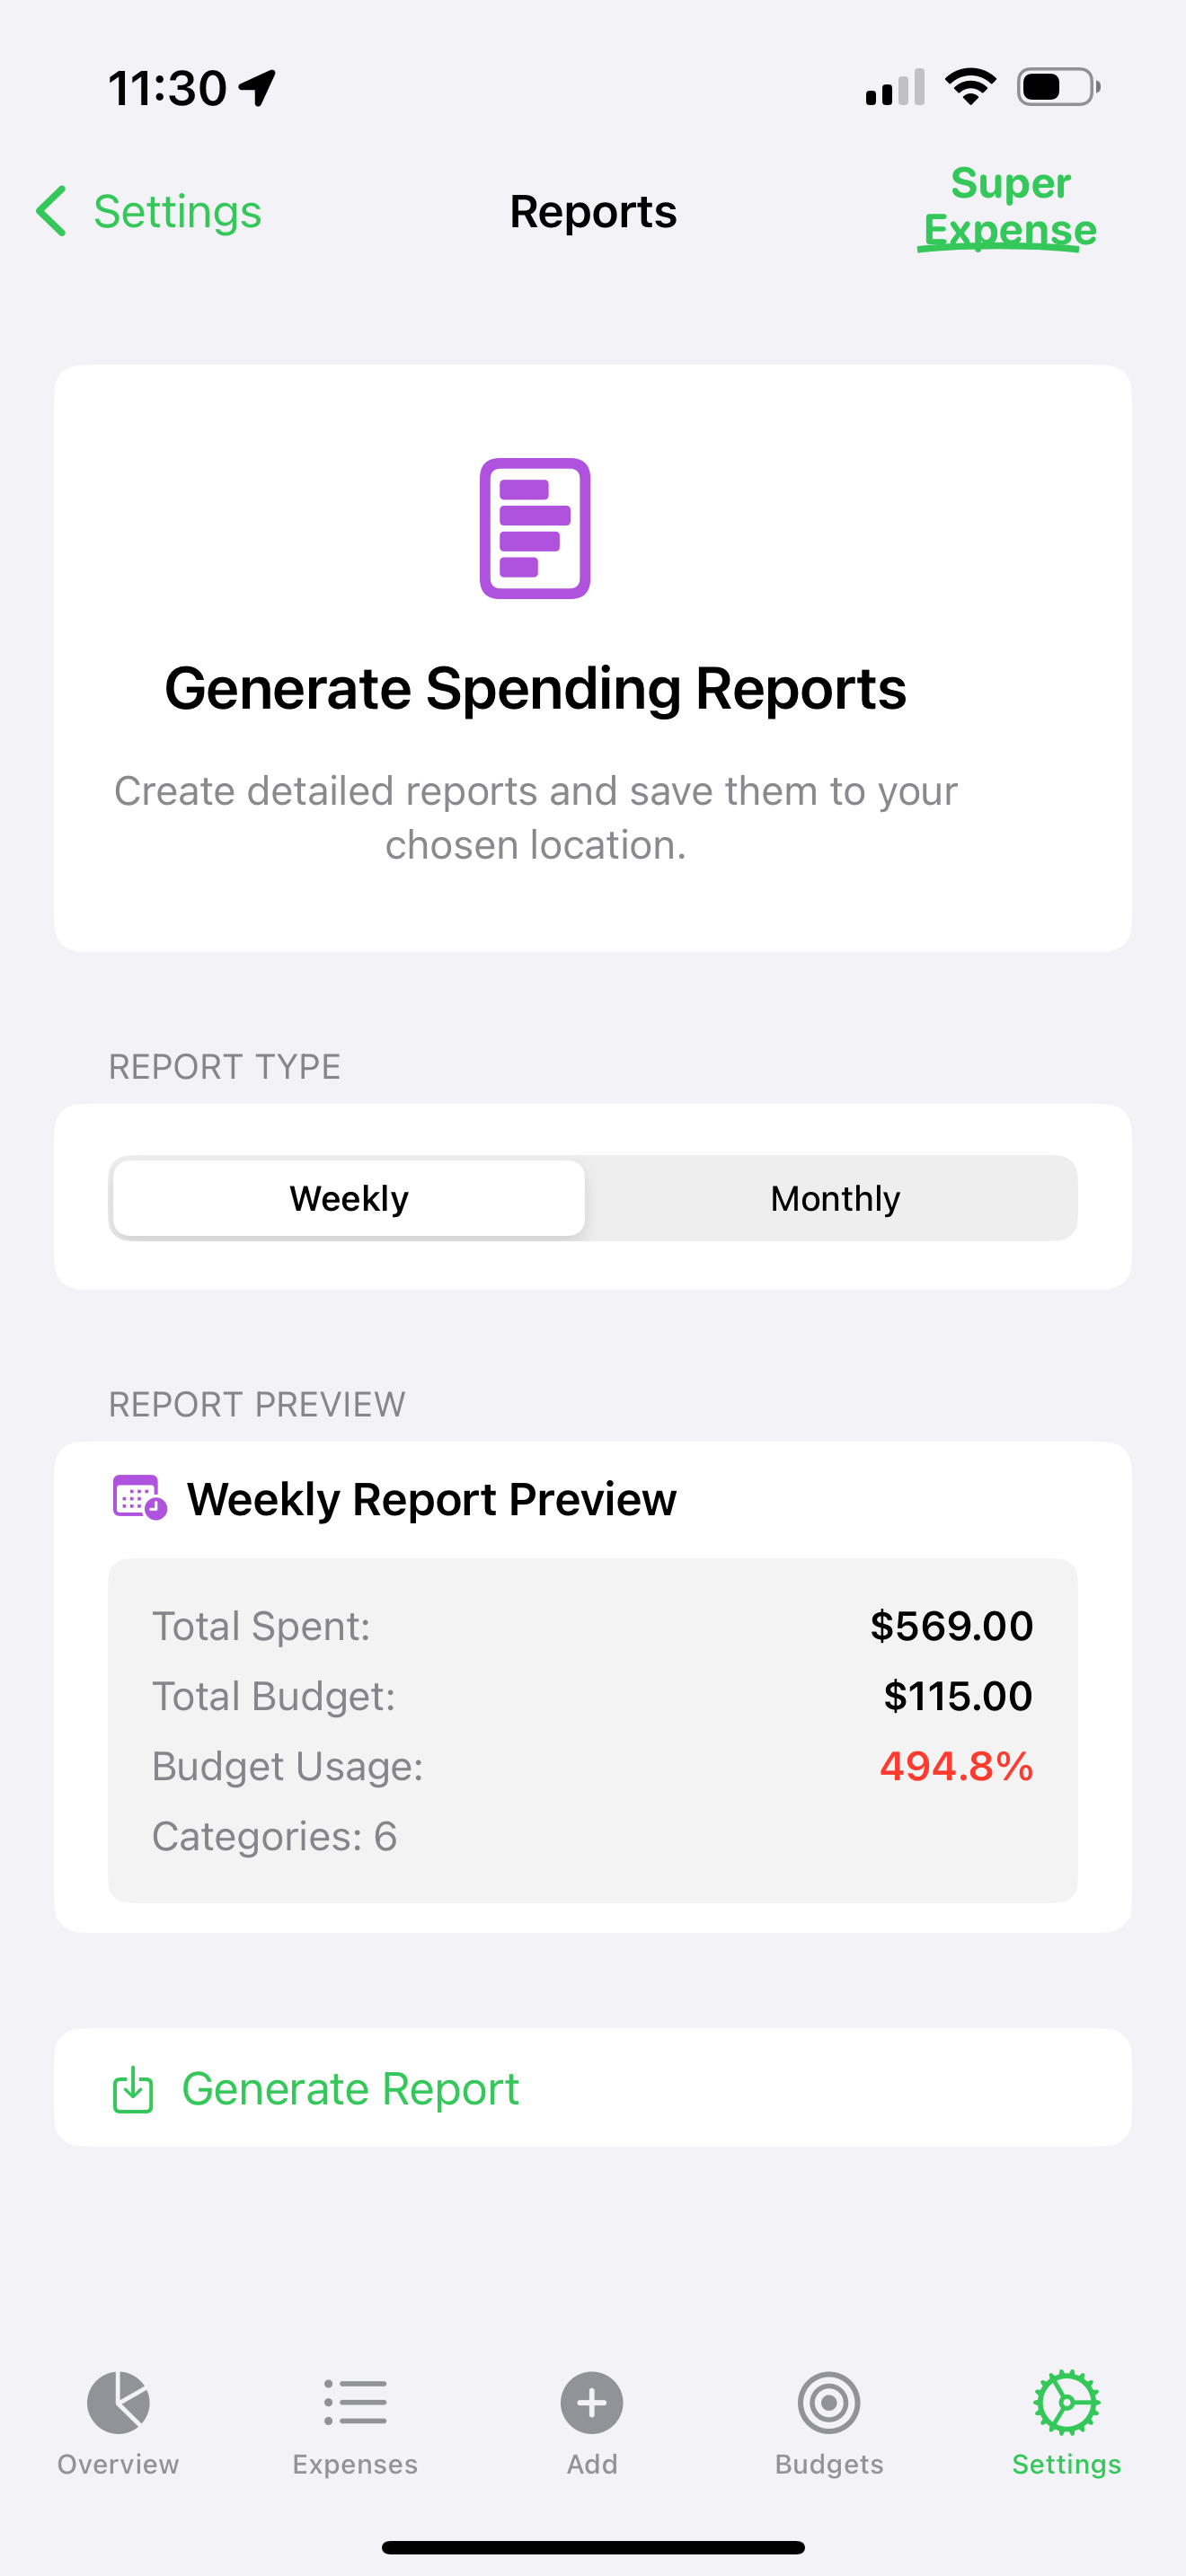 11:30
Settings
Reports
Super
Expense
Generate Spending Reports
Create detailed reports and save them to your
chosen location.
REPORT TYPE
Weekly
Monthly
REPORT PREVIEW
Weekly Report Preview
Total Spent: $569.00
Total Budget: $115.00
Budget Usage: 494.8%
Categories: 6
Generate Report
Overview
Expenses
Add
Budgets
Settings